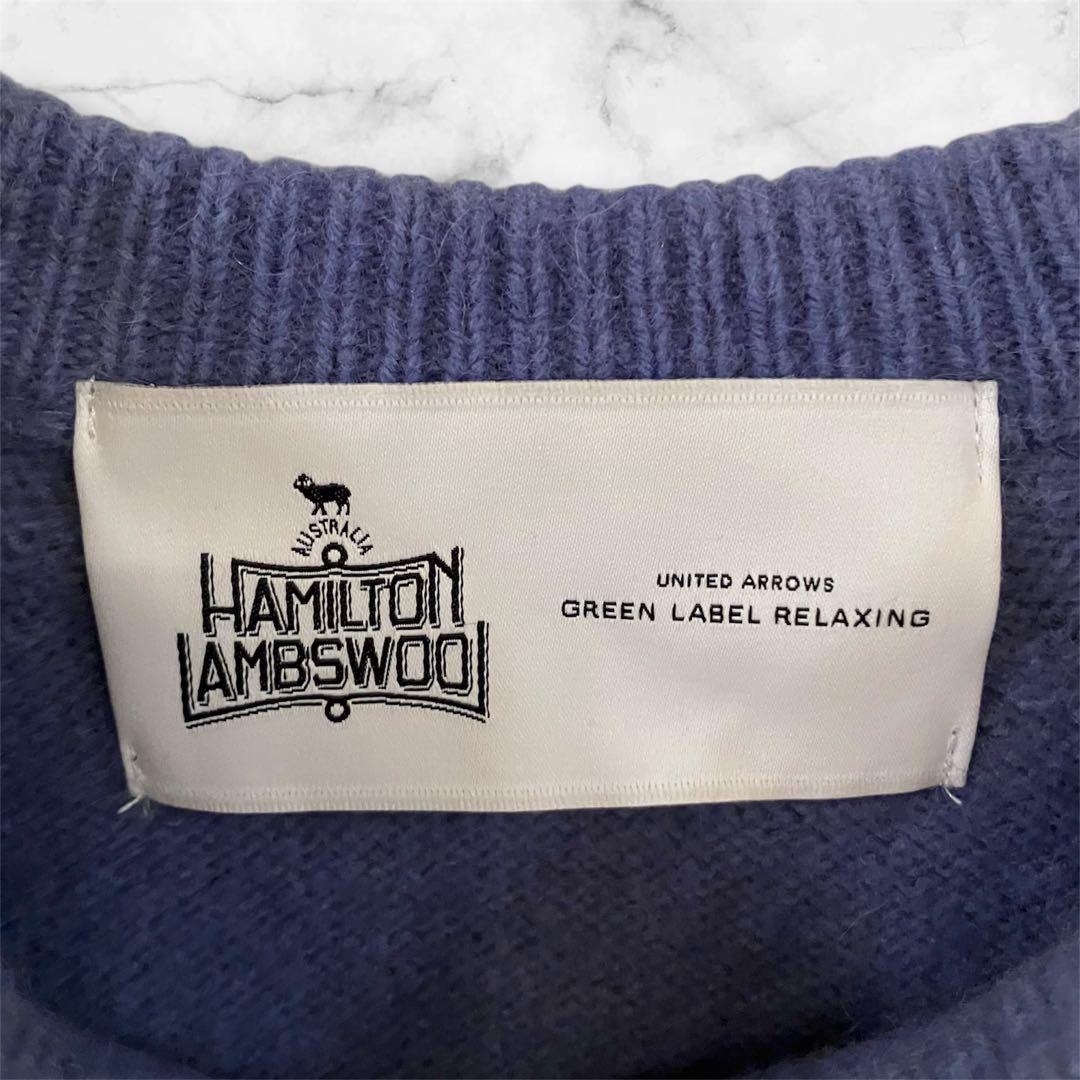 AUSTRALIA
HAMILTON
LAMBSWOOL
UNITED ARROWS
GREEN LABEL RELAXING